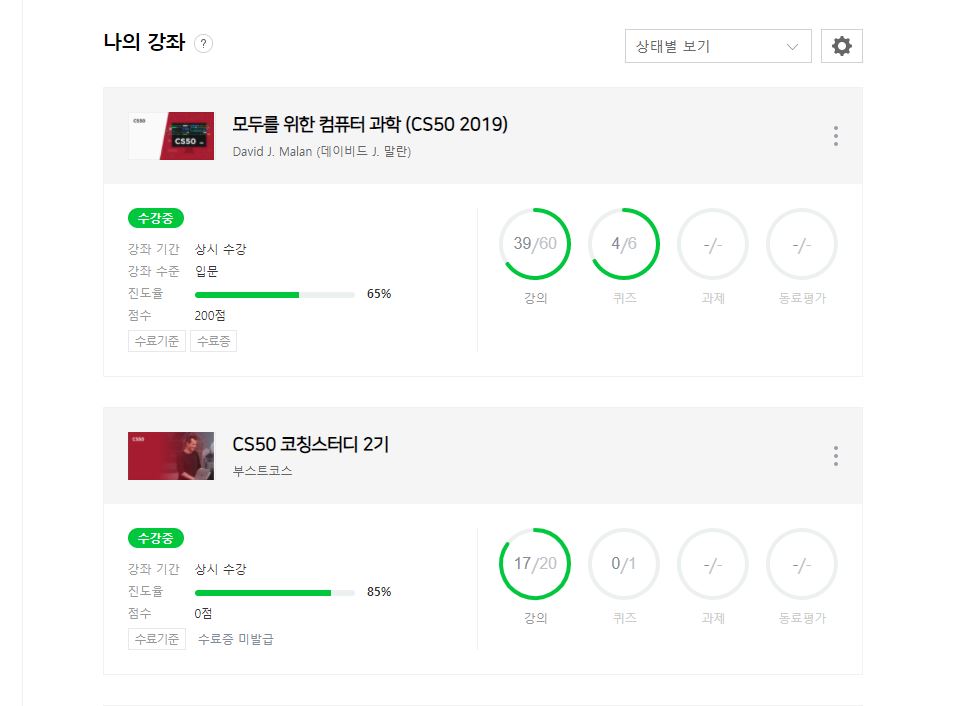 나의 강좌 ?
상태별 보기
CS50
CS50
모두를 위한 컴퓨터 과학 (CS50 2019)
David J. Malan (데이비드 J. 말란)
수강중
강좌 기간 상시 수강
강좌 수준 입문
진도율 65%
점수 200점
수료기준 수료증
39/60 4/6 -/- -/-
강의 퀴즈 과제 동료평가
CS50
CS50 코칭스터디 2기
부스트코스
수강중
강좌 기간 상시 수강
진도율 85%
점수 0점
수료기준 수료증 미발급
17/20 0/1 -/- -/-
강의 퀴즈 과제 동료평가